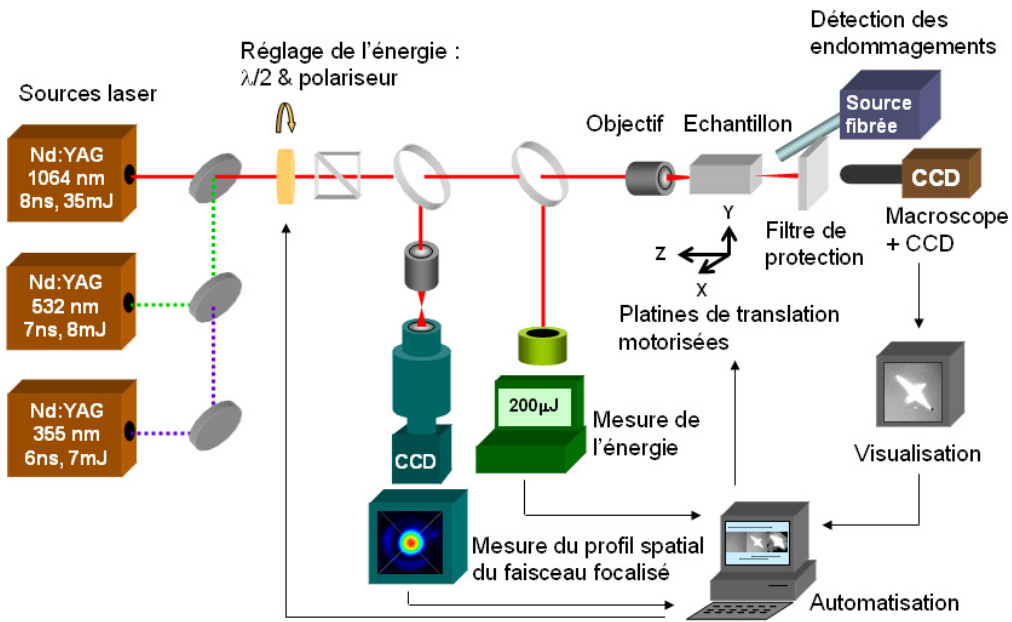 Sources laser
Nd:YAG
1064 nm
8ns, 35mJ
Nd:YAG
532 nm
7ns, 8mJ
Nd:YAG
355 nm
6ns, 7mJ
Réglage de l’énergie :
λ/2 & polariseur
CCD
Mesure du profil spatial
du faisceau focalisé
200µJ
Mesure de
l’énergie
Objectif
Echantillon
Détection des
endommagements
Source
fibrée
Filtre de
protection
CCD
Macroscope
+ CCD
Y
Z
X
Platines de translation
motorisées
Visualisation
Automatisation